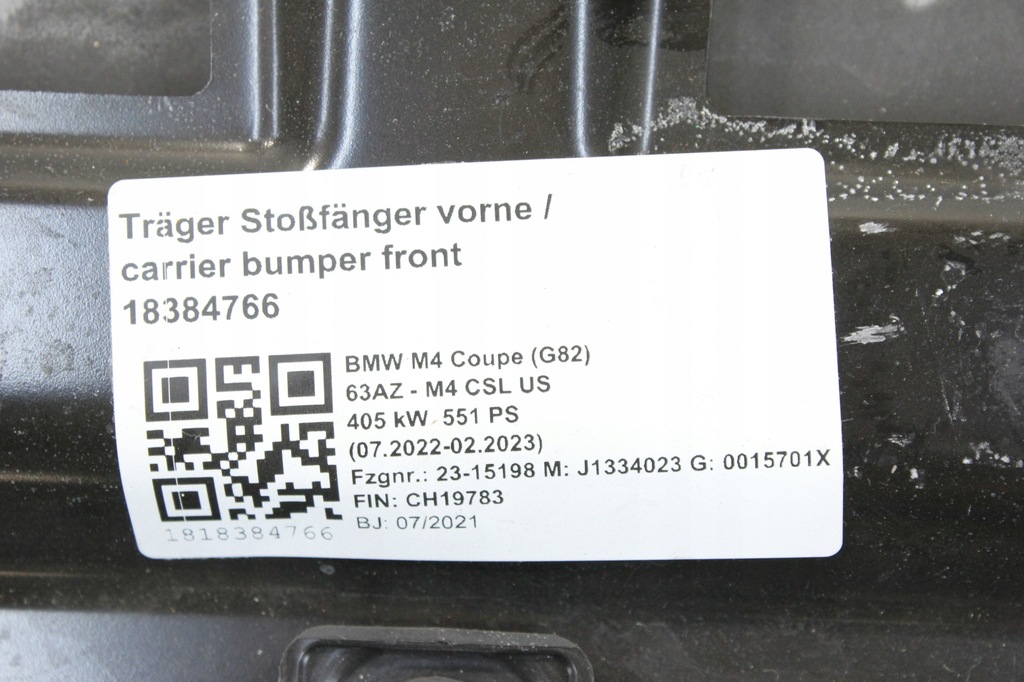 Träger Stoßfänger vorne /
carrier bumper front
18384766
BMW M4 Coupe (G82)
63AZ - M4 CSL US
405 kW 551 PS
(07.2022-02.2023)
Fzgnr.: 23-15198 M: J1334023 G: 0015701X
FIN: CH19783
BJ: 07/2021
1818384766